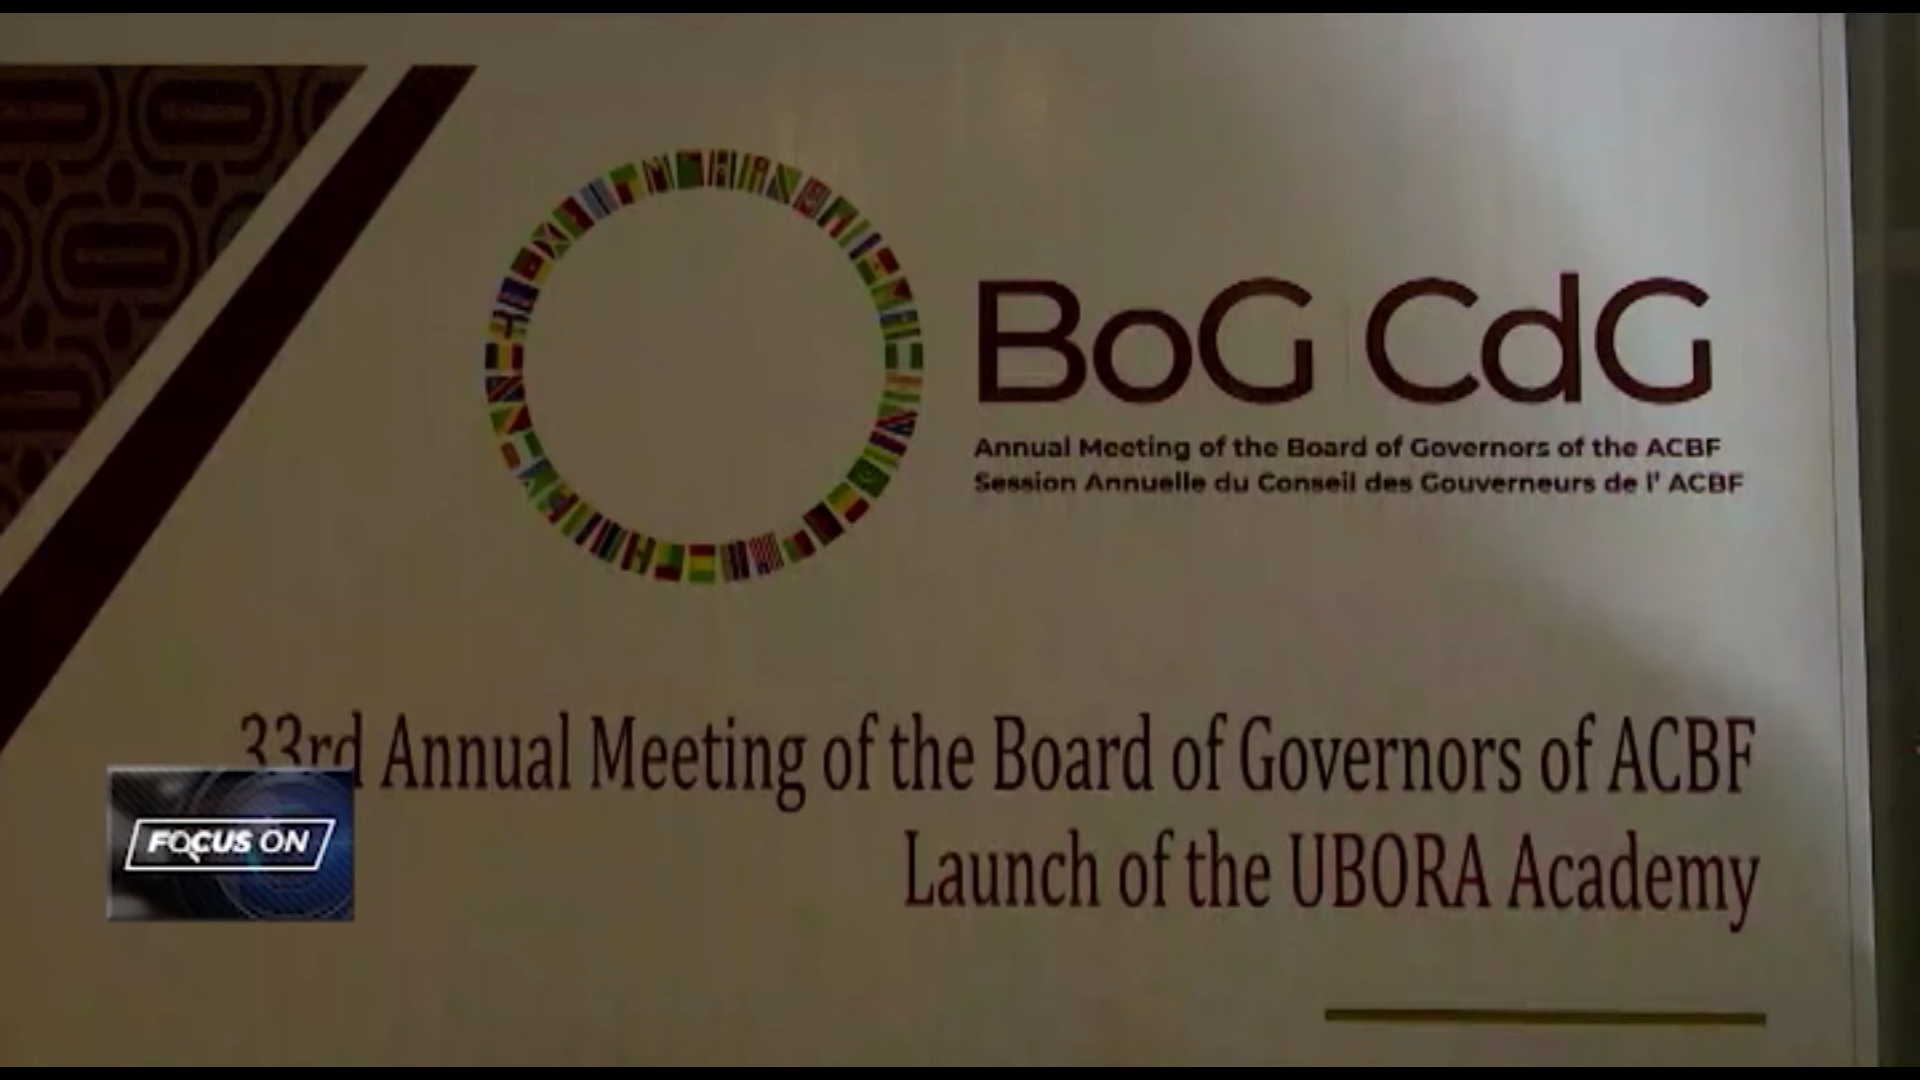 BoG CdG
Annual Meeting of the Board of Governors of the ACBF
Session Annuelle du Conseil des Gouverneurs de l' ACBF
33rd Annual Meeting of the Board of Governors of ACBF
Launch of the UBORA Academy
FOCUS ON